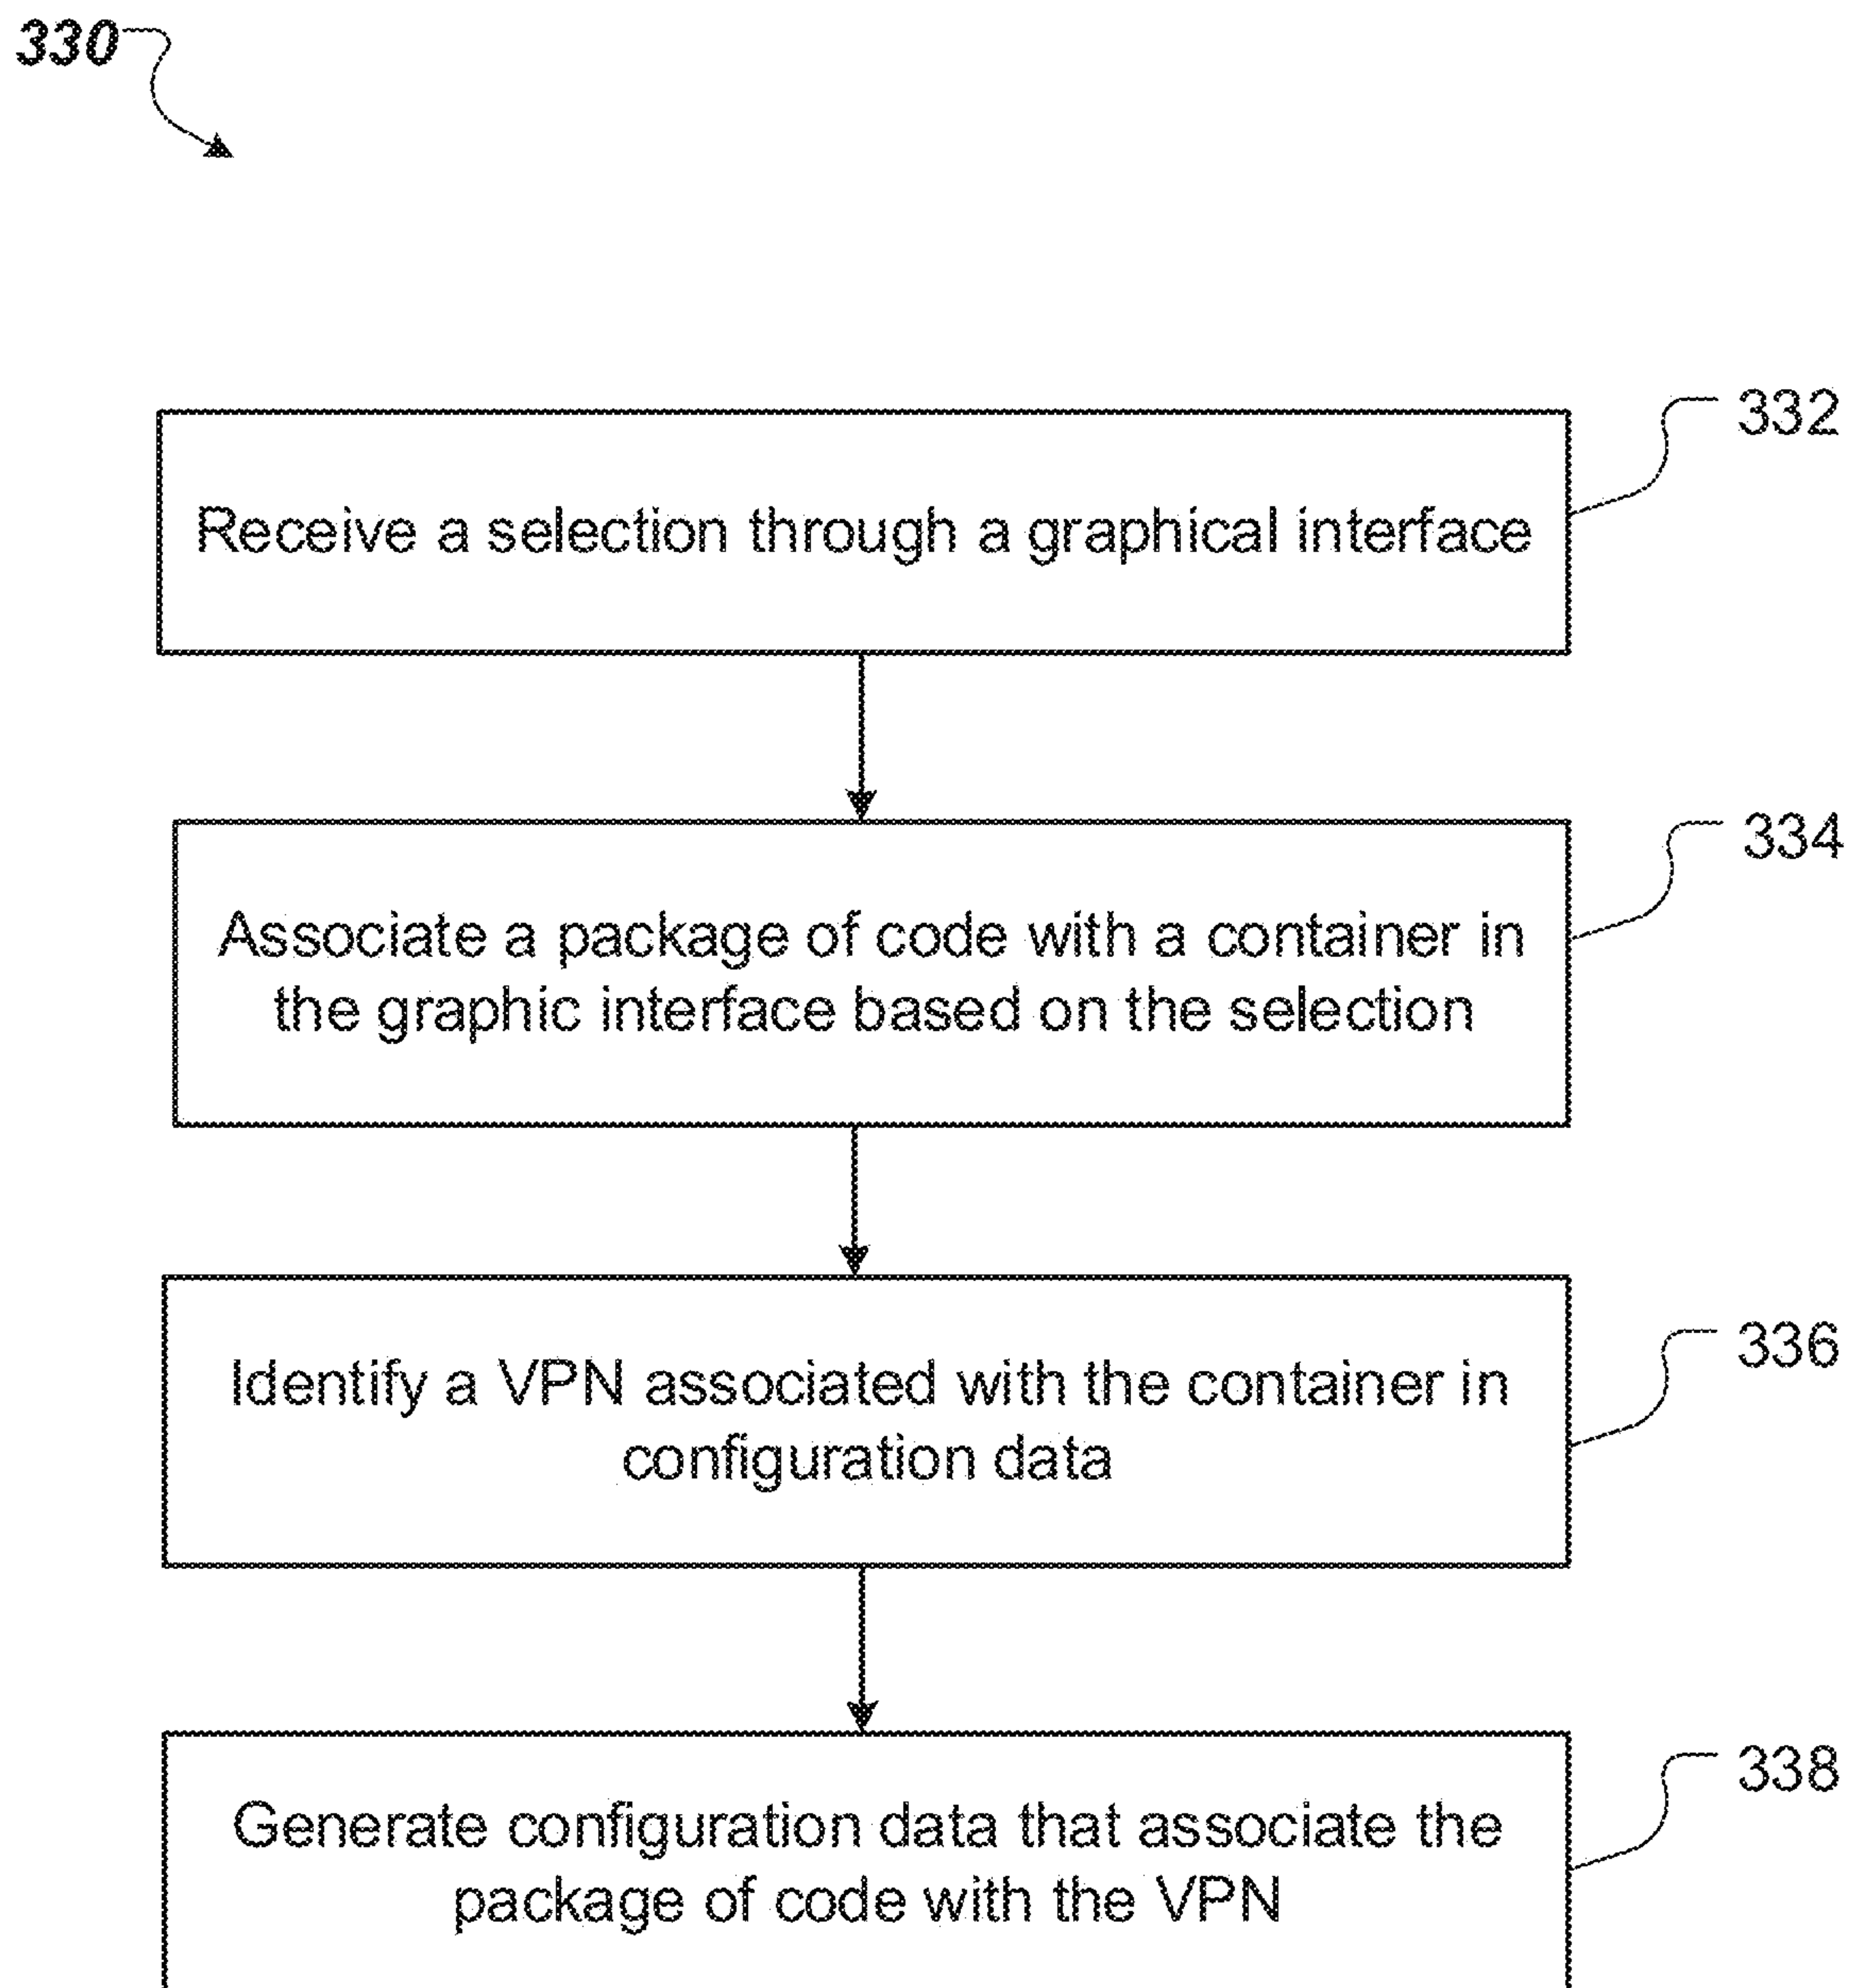 330
332
Receive a selection through a graphical interface
334
Associate a package of code with a container in
the graphic interface based on the selection
336
Identify a VPN associated with the container in
configuration data
338
Generate configuration data that associate the
package of code with the VPN